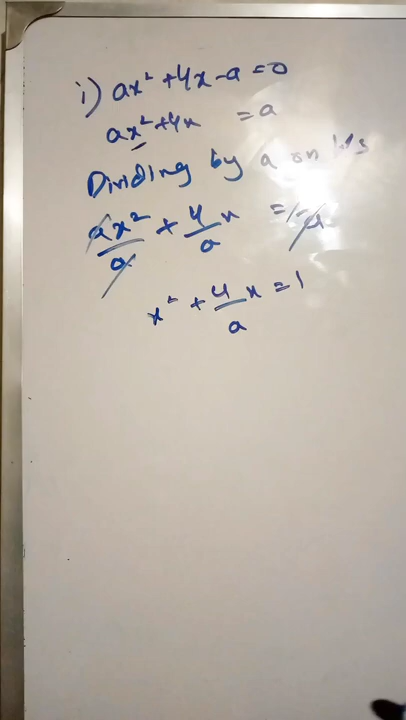 i) ax² + 4x - a = 0
ax² + 4x = a
Dividing by a on b/s
ax²/a + 4/a x =
x² + 4/a x = 1